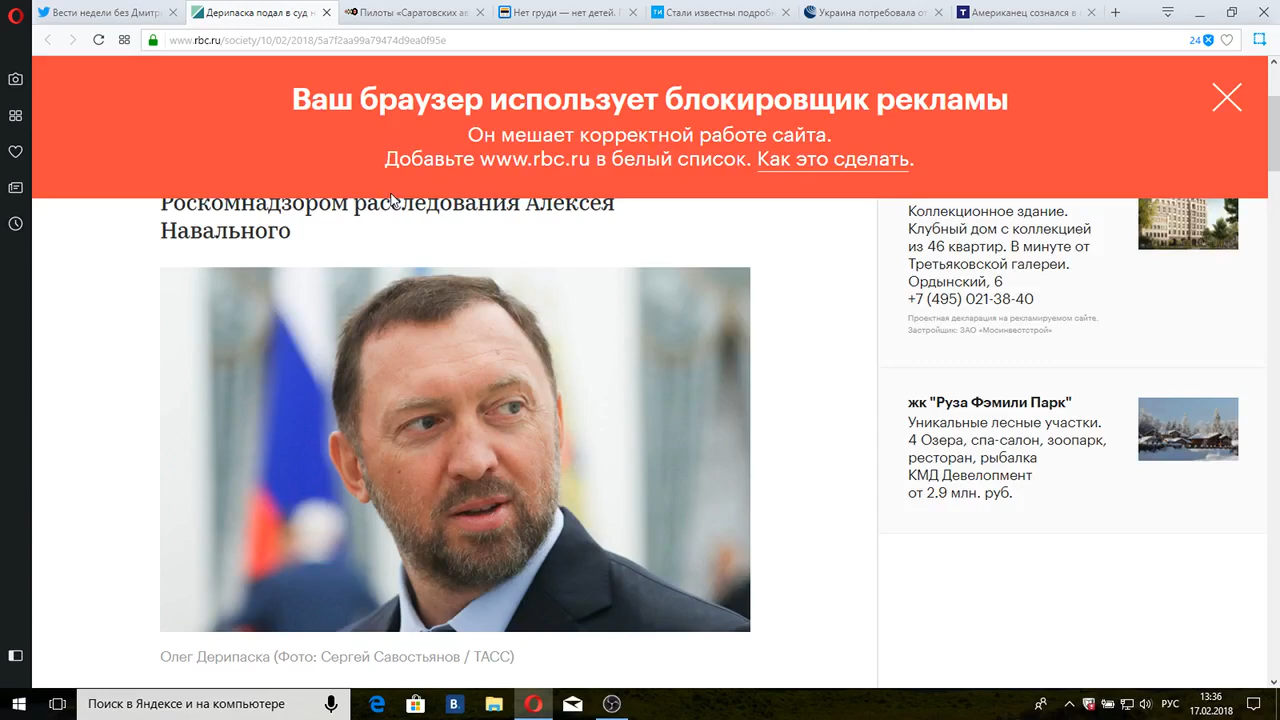 Вести недели без Дмитр
Дерипаска подал в суд н
Пилоты «Саратовских ав
Нет груди — нет детей. Г
Стали известны подробн
Украина потребовала от
Американец сознался в
www.rbc.ru/society/10/02/2018/5a7f2aa99a79474d9ea0f95e
24
Ваш браузер использует блокировщик рекламы
Он мешает корректной работе сайта.
Добавьте www.rbc.ru в белый список. Как это сделать.
Роскомнадзором расследования Алексея
Навального
Олег Дерипаска (Фото: Сергей Савостьянов / ТАСС)
Коллекционное здание.
Клубный дом с коллекцией
из 46 квартир. В минуте от
Третьяковской галереи.
Ордынский, 6
+7 (495) 021-38-40
Проектная декларация на рекламируемом сайте.
Застройщик: ЗАО «Мосинвестстрой»
жк "Руза Фэмили Парк"
Уникальные лесные участки.
4 Озера, спа-салон, зоопарк,
ресторан, рыбалка
КМД Девелопмент
от 2.9 млн. руб.
Поиск в Яндексе и на компьютере
РУС
13:36
17.02.2018